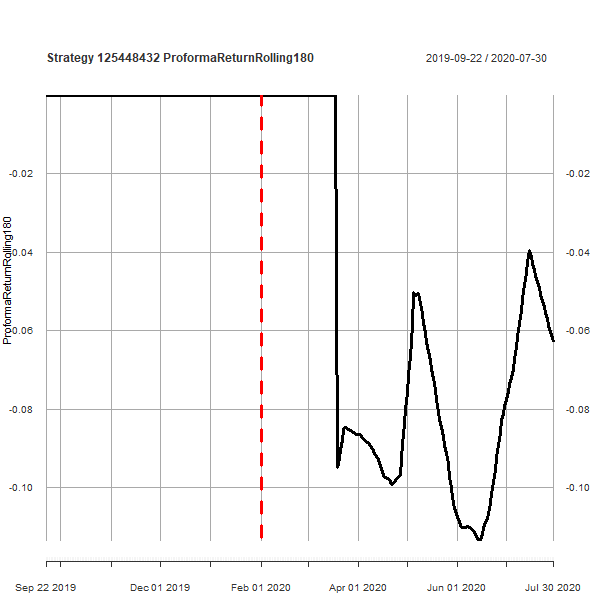 Strategy 125448432 ProformaReturnRolling180
2019-09-22 / 2020-07-30
ProformaReturnRolling180
-0.02
-0.02
-0.04
-0.04
-0.06
-0.06
-0.08
-0.08
-0.10
-0.10
Sep 22 2019
Dec 01 2019
Feb 01 2020
Apr 01 2020
Jun 01 2020
Jul 30 2020